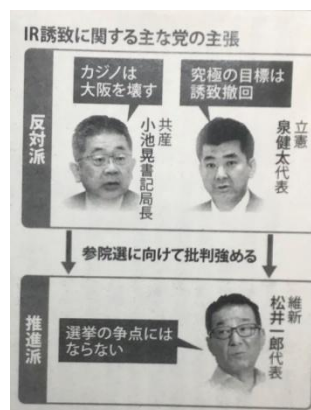 IR誘致に関する主な党の主張
反対派
カジノは
大阪を壊す
共産
小池晃書記局長
究極の目標は
誘致撤回
立憲
泉健太代表
参院選に向けて批判強める
推進派
選挙の争点には
ならない
維新
松井一郎代表